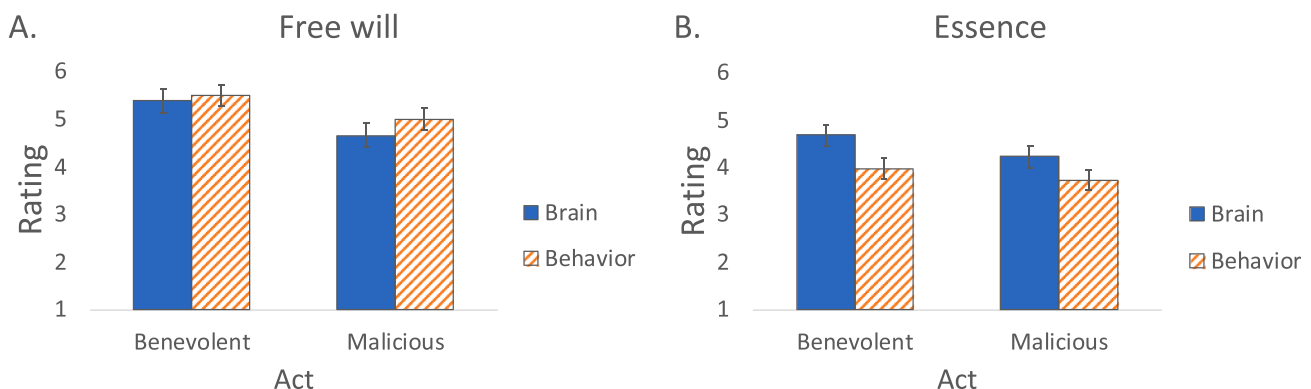 A.
Free will
6
5
4
3
2
1
Rating
Benevolent
Malicious
Act
Brain
Behavior
B.
Essence
6
5
4
3
2
1
Rating
Benevolent
Malicious
Act
Brain
Behavior